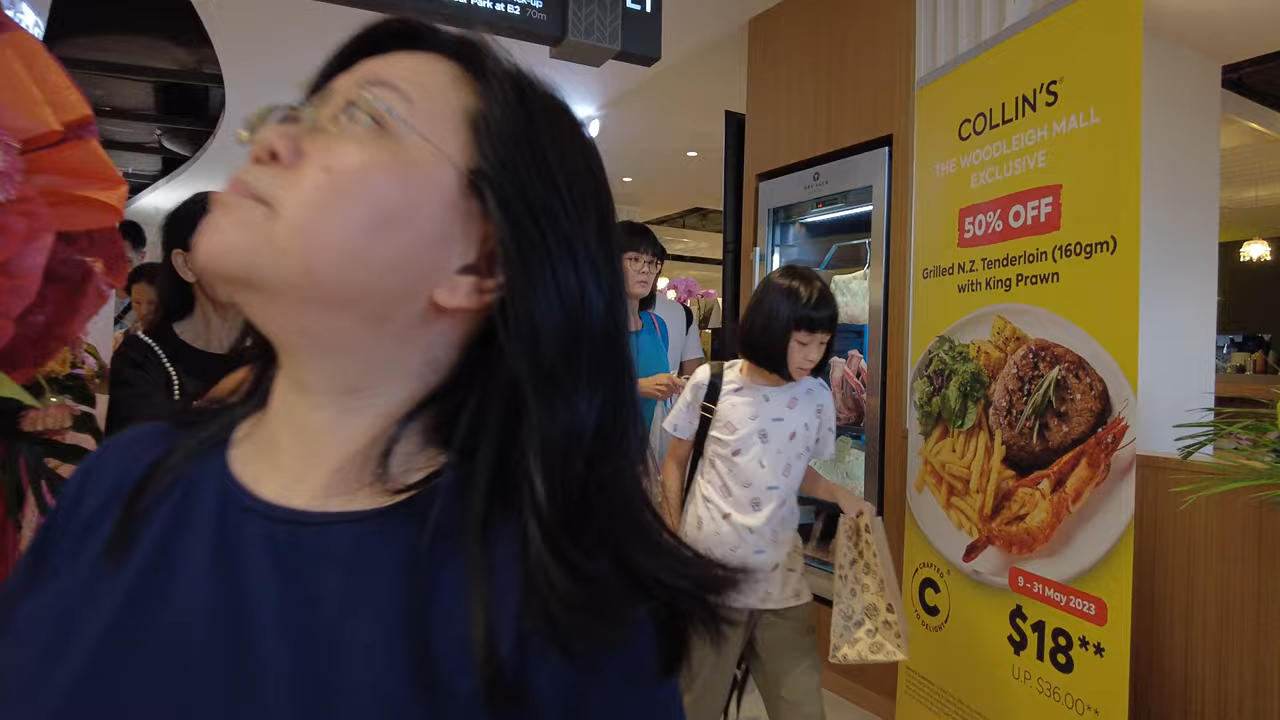 Park at B2 70m
L1
COLLIN'S®
THE WOODLEIGH MALL
EXCLUSIVE
50% OFF
Grilled N.Z. Tenderloin (160gm)
with King Prawn
CRAFTED
C
TO DELIGHT
9 - 31 May 2023
$18**
U.P. $36.00**